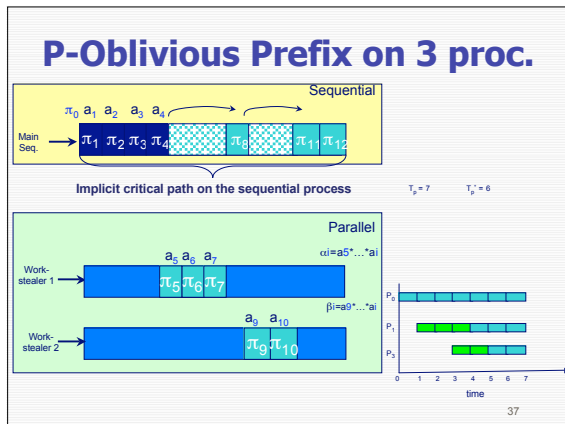 P-Oblivious Prefix on 3 proc.
Sequential
π0 a1 a2 a3 a4
Main
Seq.
π1 π2 π3 π4 π8 π11 π12
Implicit critical path on the sequential process
Tp = 7 Tp* = 6
Parallel
a5 a6 a7
αi=a5*…*ai
Work-
stealer 1
π5 π6 π7
βi=a9*…*ai
a9 a10
Work-
stealer 2
π9 π10
P0
P1
P3
0 1 2 3 4 5 6 7
time
37